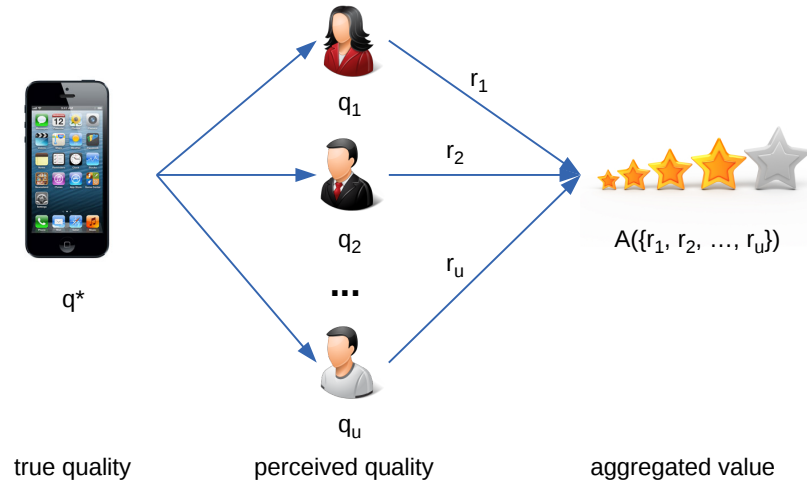 r₁
q₁
r₂
q₂
A({r₁, r₂, …, rᵤ})
rᵤ
q*
...
qᵤ
true quality
perceived quality
aggregated value